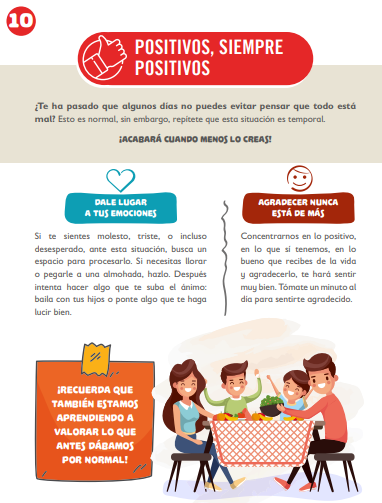 10
POSITIVOS, SIEMPRE
POSITIVOS
¿Te ha pasado que algunos días no puedes evitar pensar que todo está
mal? Esto es normal, sin embargo, repítete que esta situación es temporal.
¡ACABARÁ CUANDO MENOS LO CREAS!
DALE LUGAR
A TUS EMOCIONES
Si te sientes molesto, triste, o incluso
desesperado, ante esta situación, busca un
espacio para procesarlo. Si necesitas llorar
o pegarle a una almohada, hazlo. Después
intenta hacer algo que te suba el ánimo:
baila con tus hijos o ponte algo que te haga
lucir bien.
AGRADECER NUNCA
ESTÁ DE MÁS
Concentrarnos en lo positivo,
en lo que sí tenemos, en lo
bueno que recibes de la vida
y agradecerlo, te hará sentir
muy bien. Tómate un minuto al
día para sentirte agradecido.
¡RECUERDA QUE
TAMBIÉN ESTAMOS
APRENDIENDO A
VALORAR LO QUE
ANTES DÁBAMOS
POR NORMAL!